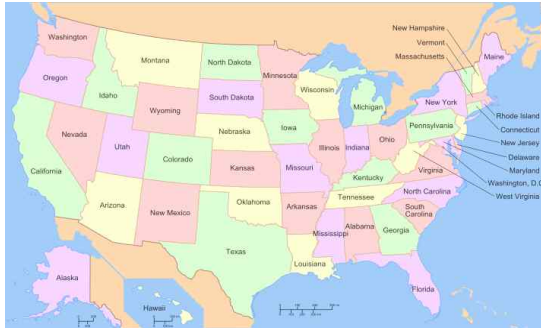 New Hampshire
Vermont
Massachusetts
Washington
Montana
North Dakota
Minnesota
Maine
Oregon
Idaho
Wyoming
South Dakota
Wisconsin
Michigan
New York
Rhode Island
Connecticut
New Jersey
Delaware
Maryland
Washington, D.C
West Virginia
Nevada
Utah
Colorado
Nebraska
Iowa
Illinois
Indiana
Ohio
Pennsylvania
California
Kansas
Missouri
Kentucky
Virginia
Arizona
New Mexico
Oklahoma
Arkansas
Tennessee
North Carolina
South
Carolina
Texas
Louisiana
Mississippi
Alabama
Georgia
Florida
Alaska
Hawaii